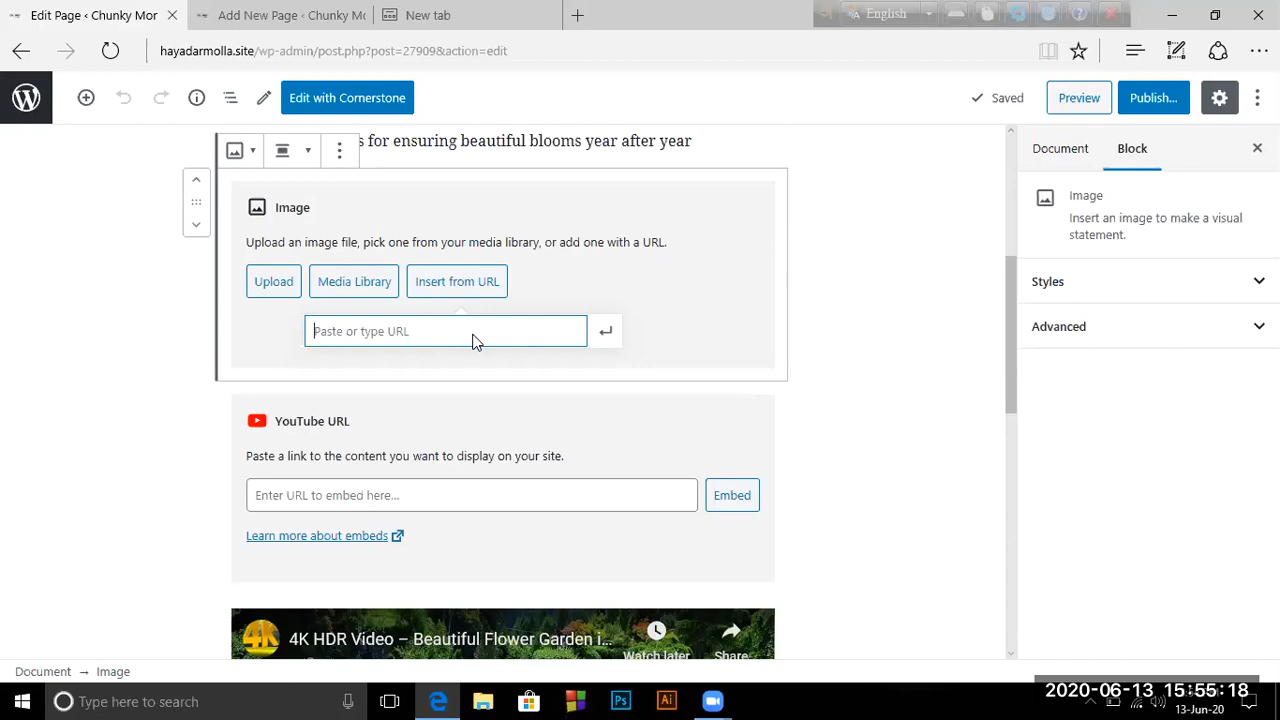 Edit Page ‹ Chunky Mor
Add New Page ‹ Chunky Mo
New tab
English
hayadarmolla.site/wp-admin/post.php?post=27909&action=edit
Edit with Cornerstone
Saved
Preview
Publish...
s for ensuring beautiful blooms year after year
Document
Block
Image
Insert an image to make a visual
statement.
Styles
Advanced
Image
Upload an image file, pick one from your media library, or add one with a URL.
Upload
Media Library
Insert from URL
Paste or type URL
YouTube URL
Paste a link to the content you want to display on your site.
Enter URL to embed here...
Embed
Learn more about embeds
4K
4K HDR Video – Beautiful Flower Garden i...
Watch later
Share
Document → Image
Type here to search
Ps
Ai
2020-06-13 15:55:18
13-Jun-20